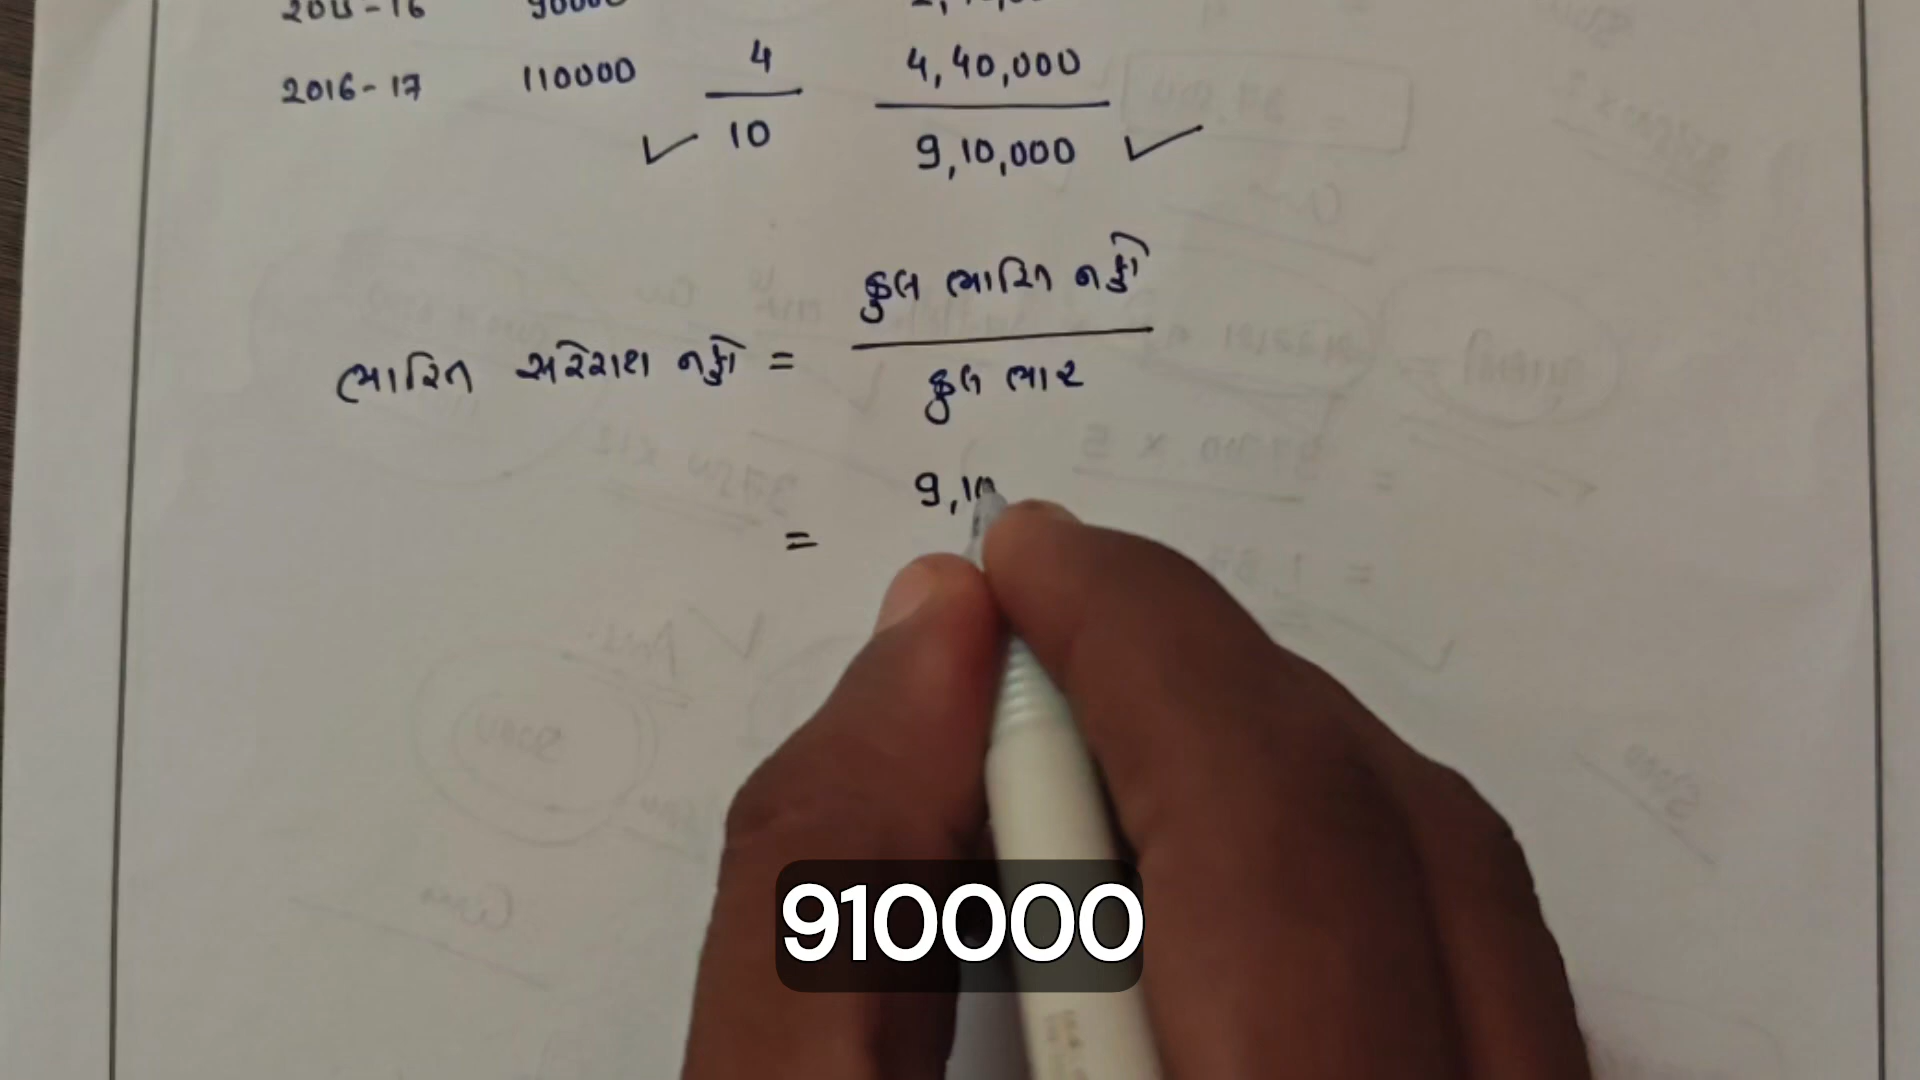 2016-17 110000 4 4,40,000
10 9,10,000
કુલ ભારિત નફો
ભારિત સરેરાશ નફો =
કુલ ભાર
9,10
=
910000